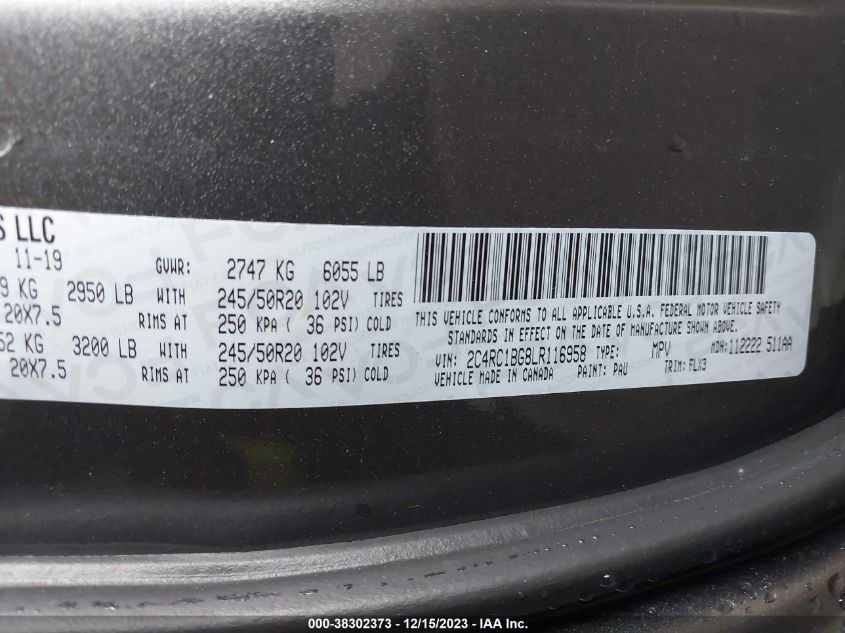 S LLC
11-19 GVWR: 2747 KG 6055 LB
9 KG 2950 LB WITH 245/50R20 102V TIRES
20X7.5 RIMS AT 250 KPA ( 36 PSI) COLD
62 KG 3200 LB WITH 245/50R20 102V TIRES
20X7.5 RIMS AT 250 KPA ( 36 PSI) COLD
THIS VEHICLE CONFORMS TO ALL APPLICABLE U.S.A. FEDERAL MOTOR VEHICLE SAFETY
STANDARDS IN EFFECT ON THE DATE OF MANUFACTURE SHOWN ABOVE.
VIN: 2C4RC1BG8LR116958 TYPE: MPV MDH:112222 511AA
VEHICLE MADE IN CANADA PAINT: PAU TRIM: FLX3
000-38302373 - 12/15/2023 - IAA Inc.